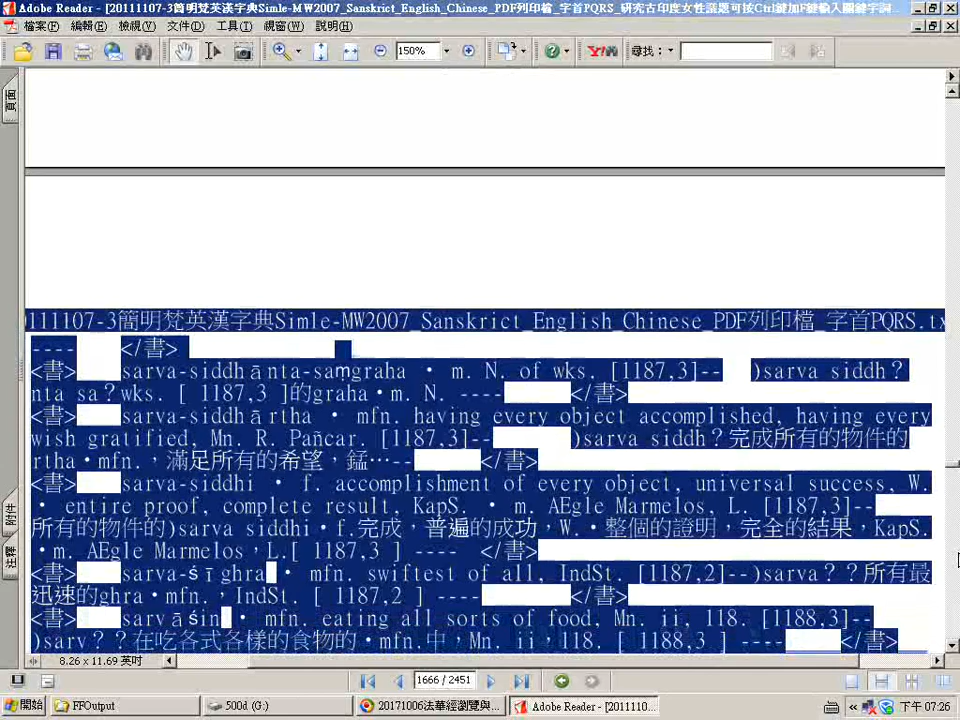 Adobe Reader - [20111107-3簡明梵英漢字典Simle-MW2007_Sanskrict_English_Chinese_PDF列印檔_字首PQRS_研究古印度女性議題可按Ctrl鍵加F鍵輸入關鍵字詞
檔案(F) 編輯(E) 檢視(V) 文件(D) 工具(T) 視窗(W) 說明(H)
150% Y! 尋找:
頁面
0111107-3簡明梵英漢字典Simle-MW2007_Sanskrict_English_Chinese_PDF列印檔_字首PQRS.tx
---- </書>
<書> sarva-siddhānta-saṃgraha • m. N. of wks. [1187,3]-- )sarva siddh？
nta sa？wks. [ 1187,3 ]的graha•m. N. ---- </書>
<書> sarva-siddhārtha • mfn. having every object accomplished, having every
wish gratified, Mn. R. Pañcar. [1187,3]-- )sarva siddh？完成所有的物件的
rtha•mfn.，滿足所有的希望，錳…-- </書>
<書> sarva-siddhi • f. accomplishment of every object, universal success, W.
• entire proof, complete result, KapS. • m. AEgle Marmelos, L. [1187,3]--
所有的物件的)sarva siddhi•f.完成，普遍的成功，W.•整個的證明，完全的結果，KapS.
•m. AEgle Marmelos，L.[ 1187,3 ] ---- </書>
<書> sarva-śīghra • mfn. swiftest of all, IndSt. [1187,2]--)sarva？？所有最
迅速的ghra•mfn.，IndSt. [ 1187,2 ] ---- </書>
<書> sarvāśin • mfn. eating all sorts of food, Mn. ii, 118. [1188,3]--
)sarv？？在吃各式各樣的食物的•mfn.中，Mn. ii，118. [ 1188,3 ] ---- </書>
附件
注釋
8.26 x 11.69 英吋
1666 / 2451
開始 FFOutput 500d (G:) 20171006法華經瀏覽與... Adobe Reader - [201110... 下午 07:26